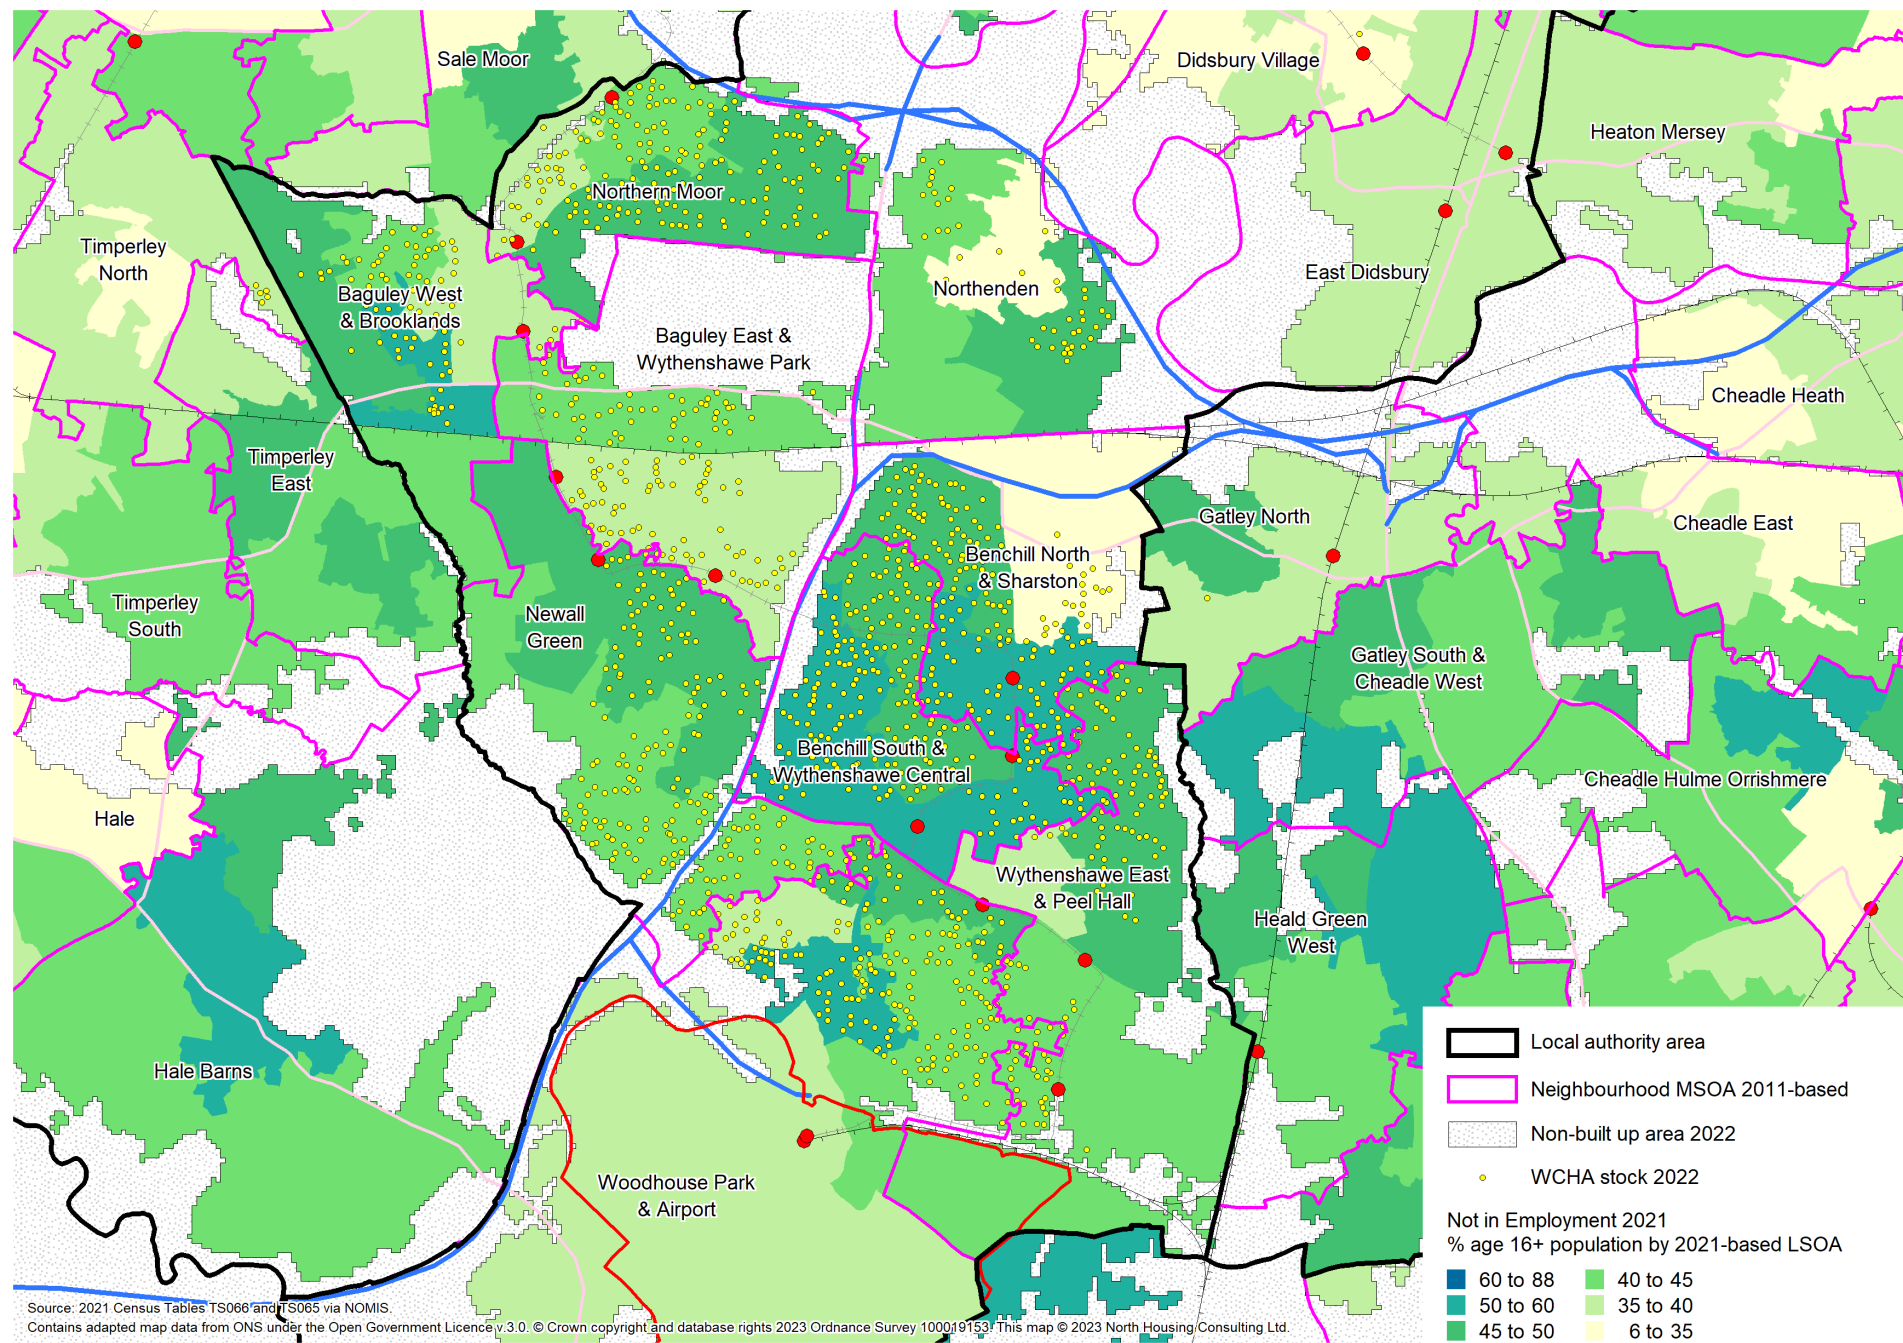 Sale Moor
Didsbury Village
Heaton Mersey
Northern Moor
Timperley
North
East Didsbury
Northenden
Baguley West
& Brooklands
Baguley East &
Wythenshawe Park
Cheadle Heath
Timperley
East
Gatley North
Cheadle East
Benchill North
& Sharston
Timperley
South
Newall
Green
Gatley South &
Cheadle West
Benchill South &
Wythenshawe Central
Cheadle Hulme Orrishmere
Hale
Wythenshawe East
& Peel Hall
Heald Green
West
Hale Barns
Woodhouse Park
& Airport
Local authority area
Neighbourhood MSOA 2011-based
Non-built up area 2022
WCHA stock 2022
Not in Employment 2021
% age 16+ population by 2021-based LSOA
60 to 88
40 to 45
50 to 60
35 to 40
45 to 50
6 to 35
Source: 2021 Census Tables TS066 and TS065 via NOMIS.
Contains adapted map data from ONS under the Open Government Licence v.3.0. © Crown copyright and database rights 2023 Ordnance Survey 100019153. This map © 2023 North Housing Consulting Ltd.